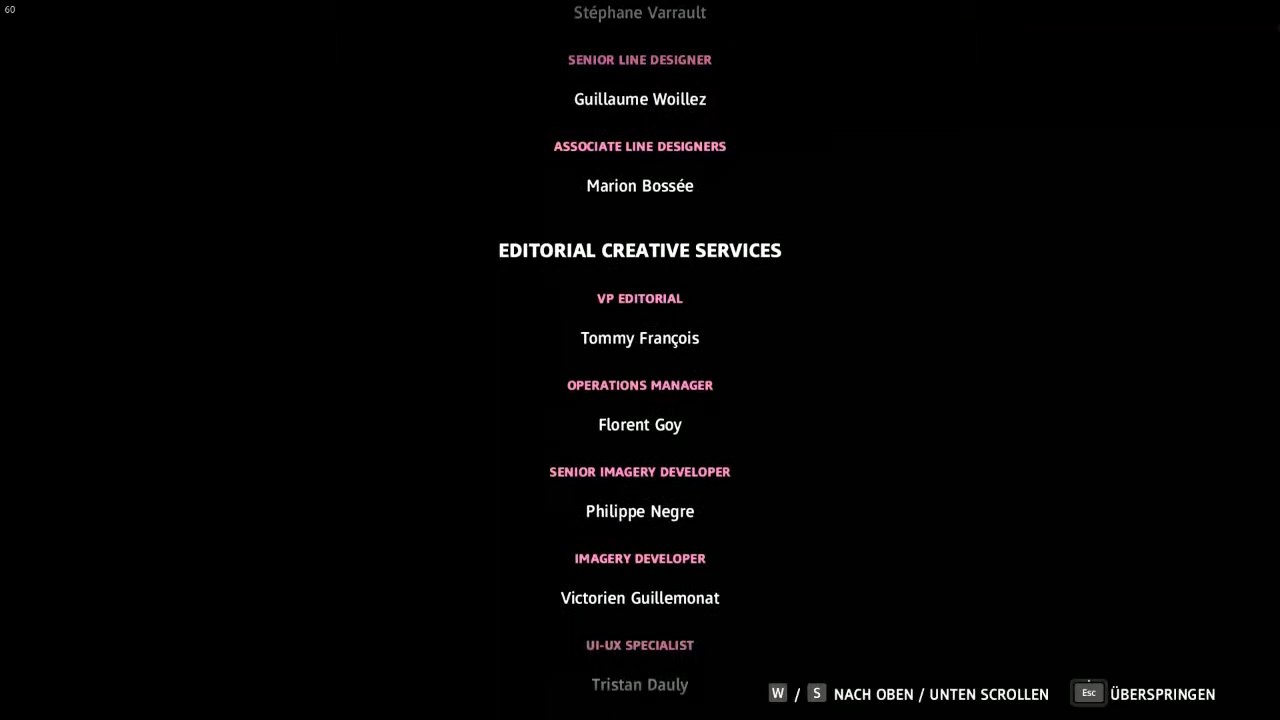 60
Stéphane Varrault
SENIOR LINE DESIGNER
Guillaume Woillez
ASSOCIATE LINE DESIGNERS
Marion Bossée
EDITORIAL CREATIVE SERVICES
VP EDITORIAL
Tommy François
OPERATIONS MANAGER
Florent Goy
SENIOR IMAGERY DEVELOPER
Philippe Negre
IMAGERY DEVELOPER
Victorien Guillemonat
UI-UX SPECIALIST
Tristan Dauly
W / S NACH OBEN / UNTEN SCROLLEN Esc ÜBERSPRINGEN